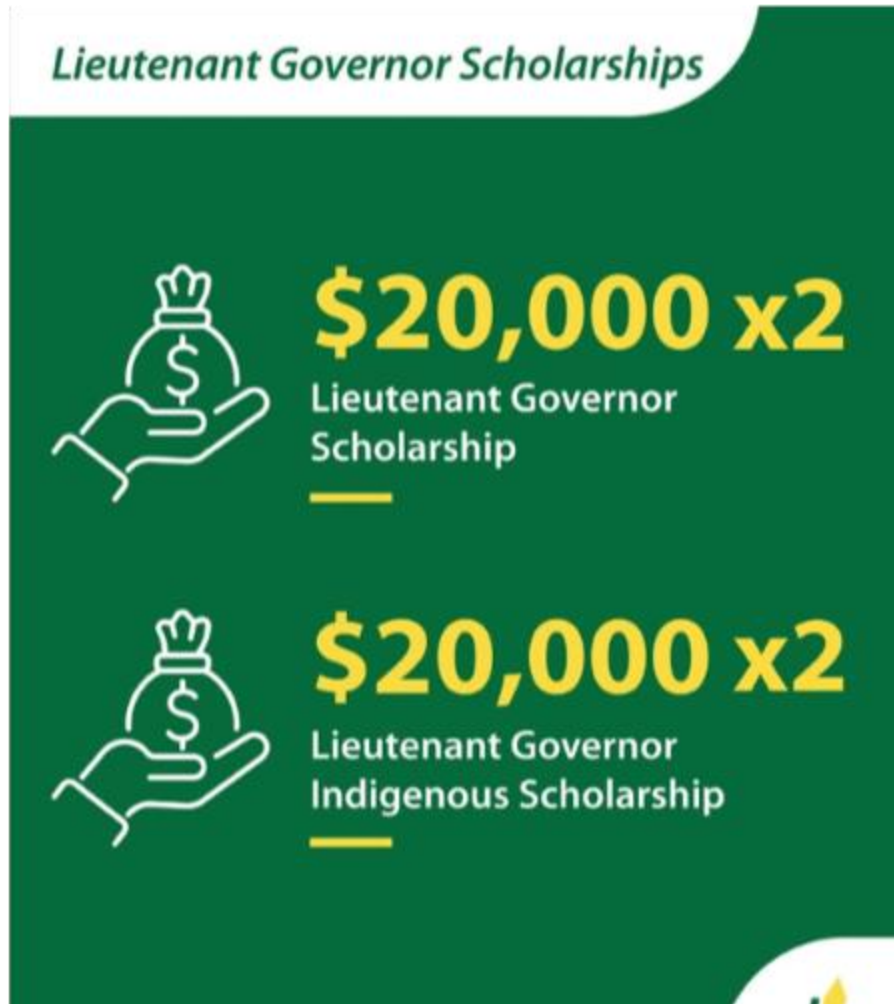 Lieutenant Governor Scholarships
$20,000 x2
Lieutenant Governor
Scholarship
$20,000 x2
Lieutenant Governor
Indigenous Scholarship